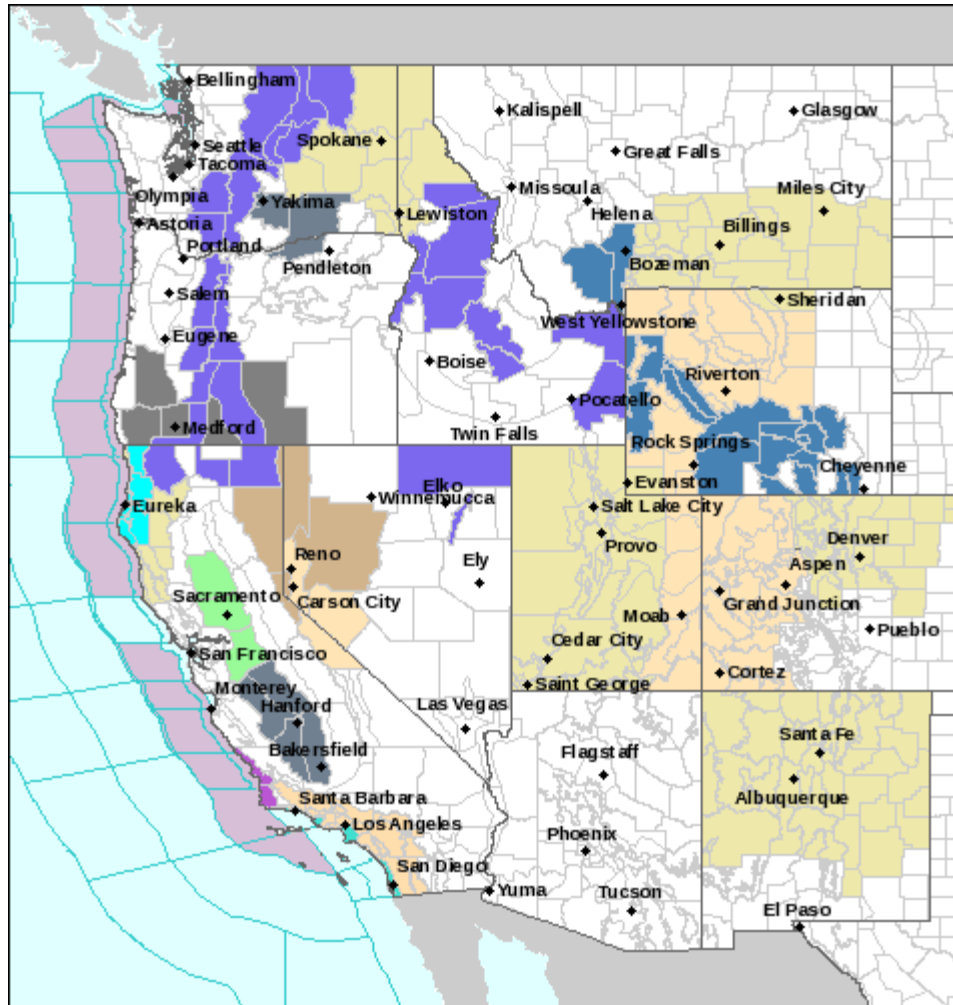 Bellingham
Kalispell
Glasgow
Seattle
Spokane
Great Falls
Tacoma
Olympia
Yakima
Missoula
Miles City
Astoria
Lewiston
Helena
Billings
Portland
Pendleton
Bozeman
Salem
Sheridan
Eugene
West Yellowstone
Boise
Riverton
Medford
Pocatello
Twin Falls
Rock Springs
Cheyenne
Eureka
Winnemucca
Elko
Evanston
Salt Lake City
Provo
Denver
Reno
Ely
Aspen
Sacramento
Carson City
Moab
Grand Junction
San Francisco
Cedar City
Pueblo
Monterey
Saint George
Cortez
Hanford
Las Vegas
Bakersfield
Flagstaff
Santa Fe
Santa Barbara
Albuquerque
Los Angeles
Phoenix
San Diego
Yuma
Tucson
El Paso